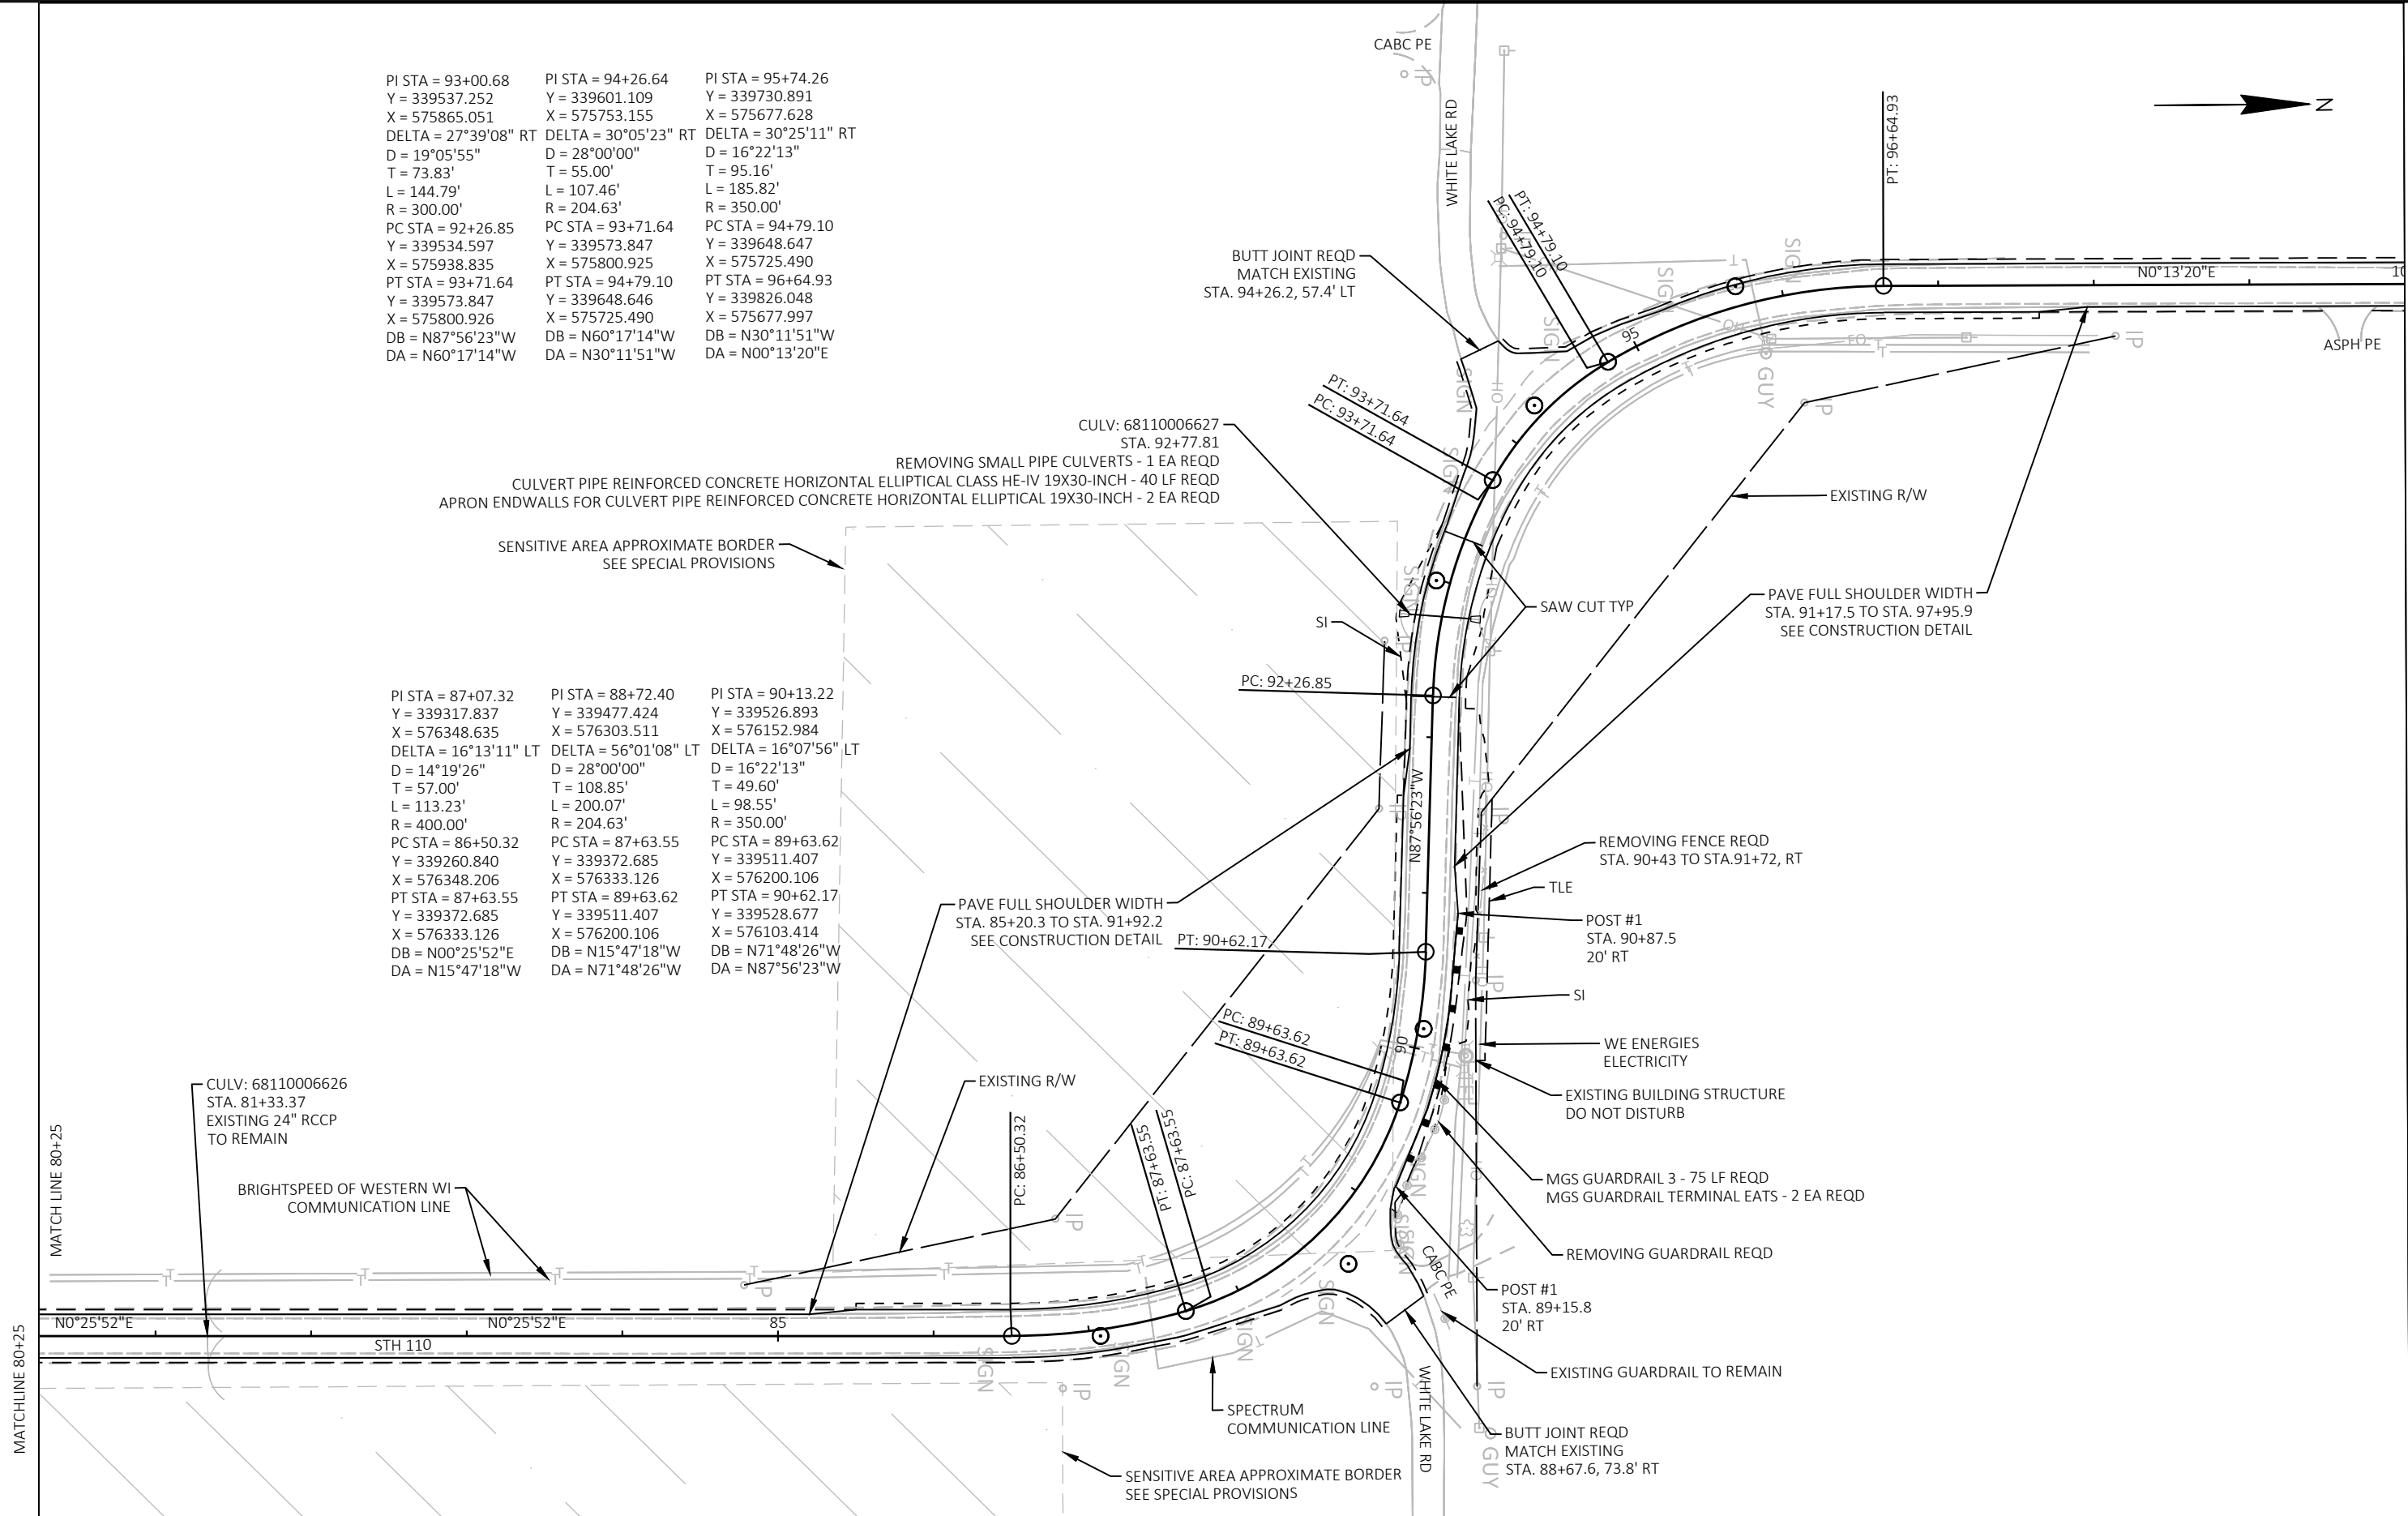 CABC PE
PI STA = 93+00.68
Y = 339537.252
X = 575865.051
DELTA = 27°39'08" RT
D = 19°05'55"
T = 73.83'
L = 144.79'
R = 300.00'
PC STA = 92+26.85
Y = 339534.597
X = 575938.835
PT STA = 93+71.64
Y = 339573.847
X = 575800.926
DB = N87°56'23"W
DA = N60°17'14"W
PI STA = 94+26.64
Y = 339601.109
X = 575753.155
DELTA = 30°05'23" RT
D = 28°00'00"
T = 55.00'
L = 107.46'
R = 204.63'
PC STA = 93+71.64
Y = 339573.847
X = 575800.925
PT STA = 94+79.10
Y = 339648.646
X = 575725.490
DB = N60°17'14"W
DA = N30°11'51"W
PI STA = 95+74.26
Y = 339730.891
X = 575677.628
DELTA = 30°25'11" RT
D = 16°22'13"
T = 95.16'
L = 185.82'
R = 350.00'
PC STA = 94+79.10
Y = 339648.647
X = 575725.490
PT STA = 96+64.93
Y = 339826.048
X = 575677.997
DB = N30°11'51"W
DA = N00°13'20"E
IP
WHITE LAKE RD
PT: 96+64.93
N
PT: 94+79.10
PC: 94+79.10
BUTT JOINT REQD
MATCH EXISTING
STA. 94+26.2, 57.4' LT
SIGN
SIGN
SIGN
SIGN
N0°13'20"E
10
95
ASPH PE
FO
IP
GUY
IP
PT: 93+71.64
PC: 93+71.64
CULV: 68110006627
STA. 92+77.81
REMOVING SMALL PIPE CULVERTS - 1 EA REQD
CULVERT PIPE REINFORCED CONCRETE HORIZONTAL ELLIPTICAL CLASS HE-IV 19X30-INCH - 40 LF REQD
APRON ENDWALLS FOR CULVERT PIPE REINFORCED CONCRETE HORIZONTAL ELLIPTICAL 19X30-INCH - 2 EA REQD
SIGN
EXISTING R/W
SENSITIVE AREA APPROXIMATE BORDER
SEE SPECIAL PROVISIONS
SIGN
SAW CUT TYP
PAVE FULL SHOULDER WIDTH
STA. 91+17.5 TO STA. 97+95.9
SEE CONSTRUCTION DETAIL
SI
IP
PC: 92+26.85
PI STA = 87+07.32
Y = 339317.837
X = 576348.635
DELTA = 16°13'11" LT
D = 14°19'26"
T = 57.00'
L = 113.23'
R = 400.00'
PC STA = 86+50.32
Y = 339260.840
X = 576348.206
PT STA = 87+63.55
Y = 339372.685
X = 576333.126
DB = N00°25'52"E
DA = N15°47'18"W
PI STA = 88+72.40
Y = 339477.424
X = 576303.511
DELTA = 56°01'08" LT
D = 28°00'00"
T = 108.85'
L = 200.07'
R = 204.63'
PC STA = 87+63.55
Y = 339372.685
X = 576333.126
PT STA = 89+63.62
Y = 339511.407
X = 576200.106
DB = N15°47'18"W
DA = N71°48'26"W
PI STA = 90+13.22
Y = 339526.893
X = 576152.984
DELTA = 16°07'56" LT
D = 16°22'13"
T = 49.60'
L = 98.55'
R = 350.00'
PC STA = 89+63.62
Y = 339511.407
X = 576200.106
PT STA = 90+62.17
Y = 339528.677
X = 576103.414
DB = N71°48'26"W
DA = N87°56'23"W
N87°56'23"W
IP
IP
REMOVING FENCE REQD
STA. 90+43 TO STA.91+72, RT
TLE
POST #1
STA. 90+87.5
20' RT
PAVE FULL SHOULDER WIDTH
STA. 85+20.3 TO STA. 91+92.2
SEE CONSTRUCTION DETAIL
PT: 90+62.17
IP
SI
PC: 89+63.62
PT: 89+63.62
90
WE ENERGIES
ELECTRICITY
EXISTING BUILDING STRUCTURE
DO NOT DISTURB
CULV: 68110006626
STA. 81+33.37
EXISTING 24" RCCP
TO REMAIN
EXISTING R/W
PC: 86+50.32
PT: 87+63.55
PC: 87+63.55
MATCH LINE 80+25
BRIGHTSPEED OF WESTERN WI
COMMUNICATION LINE
SIGN
SIGN
MGS GUARDRAIL 3 - 75 LF REQD
MGS GUARDRAIL TERMINAL EATS - 2 EA REQD
REMOVING GUARDRAIL REQD
CABC PE
POST #1
STA. 89+15.8
20' RT
IP
IP
N0°25'52"E
N0°25'52"E
85
STH 110
MATCHLINE 80+25
SIGN
SIGN
SIGN
SIGN
IP
IP
IP
EXISTING GUARDRAIL TO REMAIN
WHITE LAKE RD
SPECTRUM
COMMUNICATION LINE
GUY
BUTT JOINT REQD
MATCH EXISTING
STA. 88+67.6, 73.8' RT
SENSITIVE AREA APPROXIMATE BORDER
SEE SPECIAL PROVISIONS